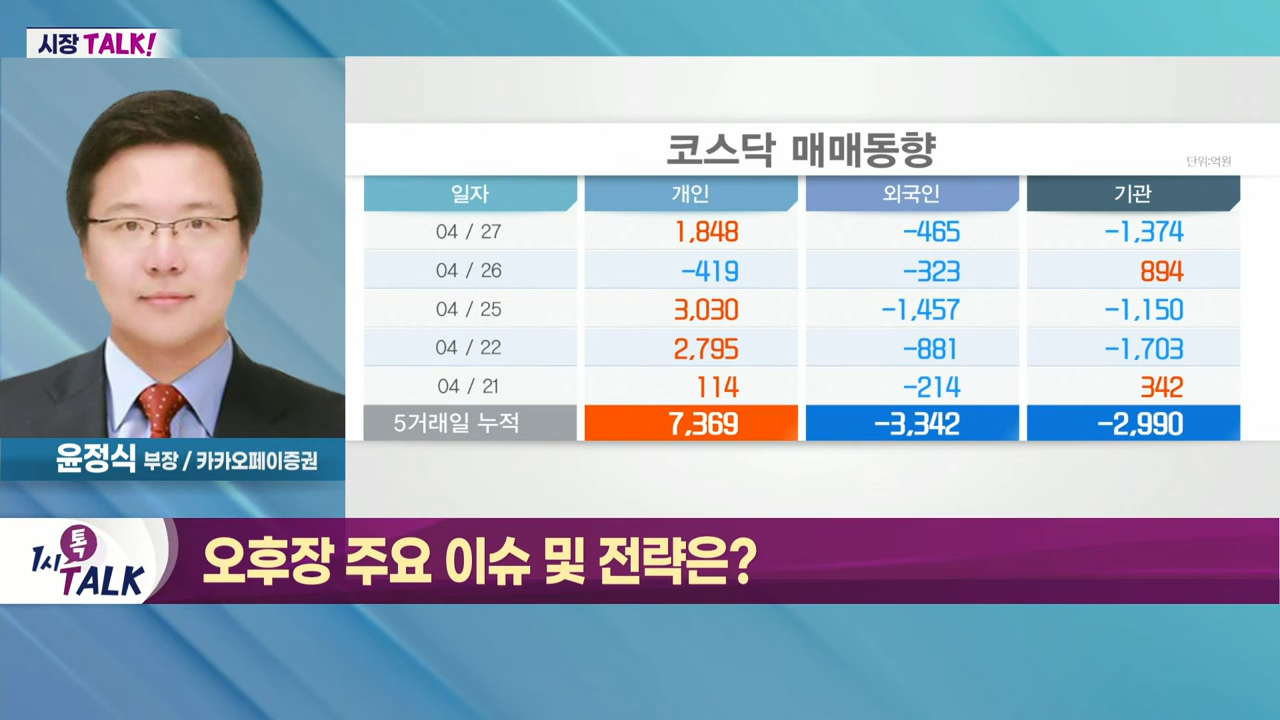 시장 TALK!
코스닥 매매동향
단위:억원
일자 개인 외국인 기관
04 / 27 1,848 -465 -1,374
04 / 26 -419 -323 894
04 / 25 3,030 -1,457 -1,150
04 / 22 2,795 -881 -1,703
04 / 21 114 -214 342
5거래일 누적 7,369 -3,342 -2,990
윤정식 부장 / 카카오페이증권
1시 톡 TALK
오후장 주요 이슈 및 전략은?